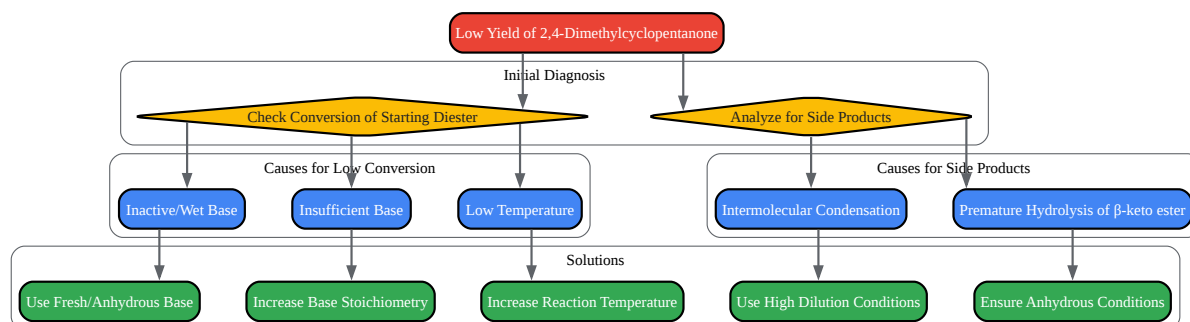 Low Yield of 2,4-Dimethylcyclopentanone
Initial Diagnosis
Check Conversion of Starting Diester
Analyze for Side Products
Causes for Low Conversion
Causes for Side Products
Inactive/Wet Base
Insufficient Base
Low Temperature
Intermolecular Condensation
Premature Hydrolysis of β-keto ester
Solutions
Use Fresh/Anhydrous Base
Increase Base Stoichiometry
Increase Reaction Temperature
Use High Dilution Conditions
Ensure Anhydrous Conditions